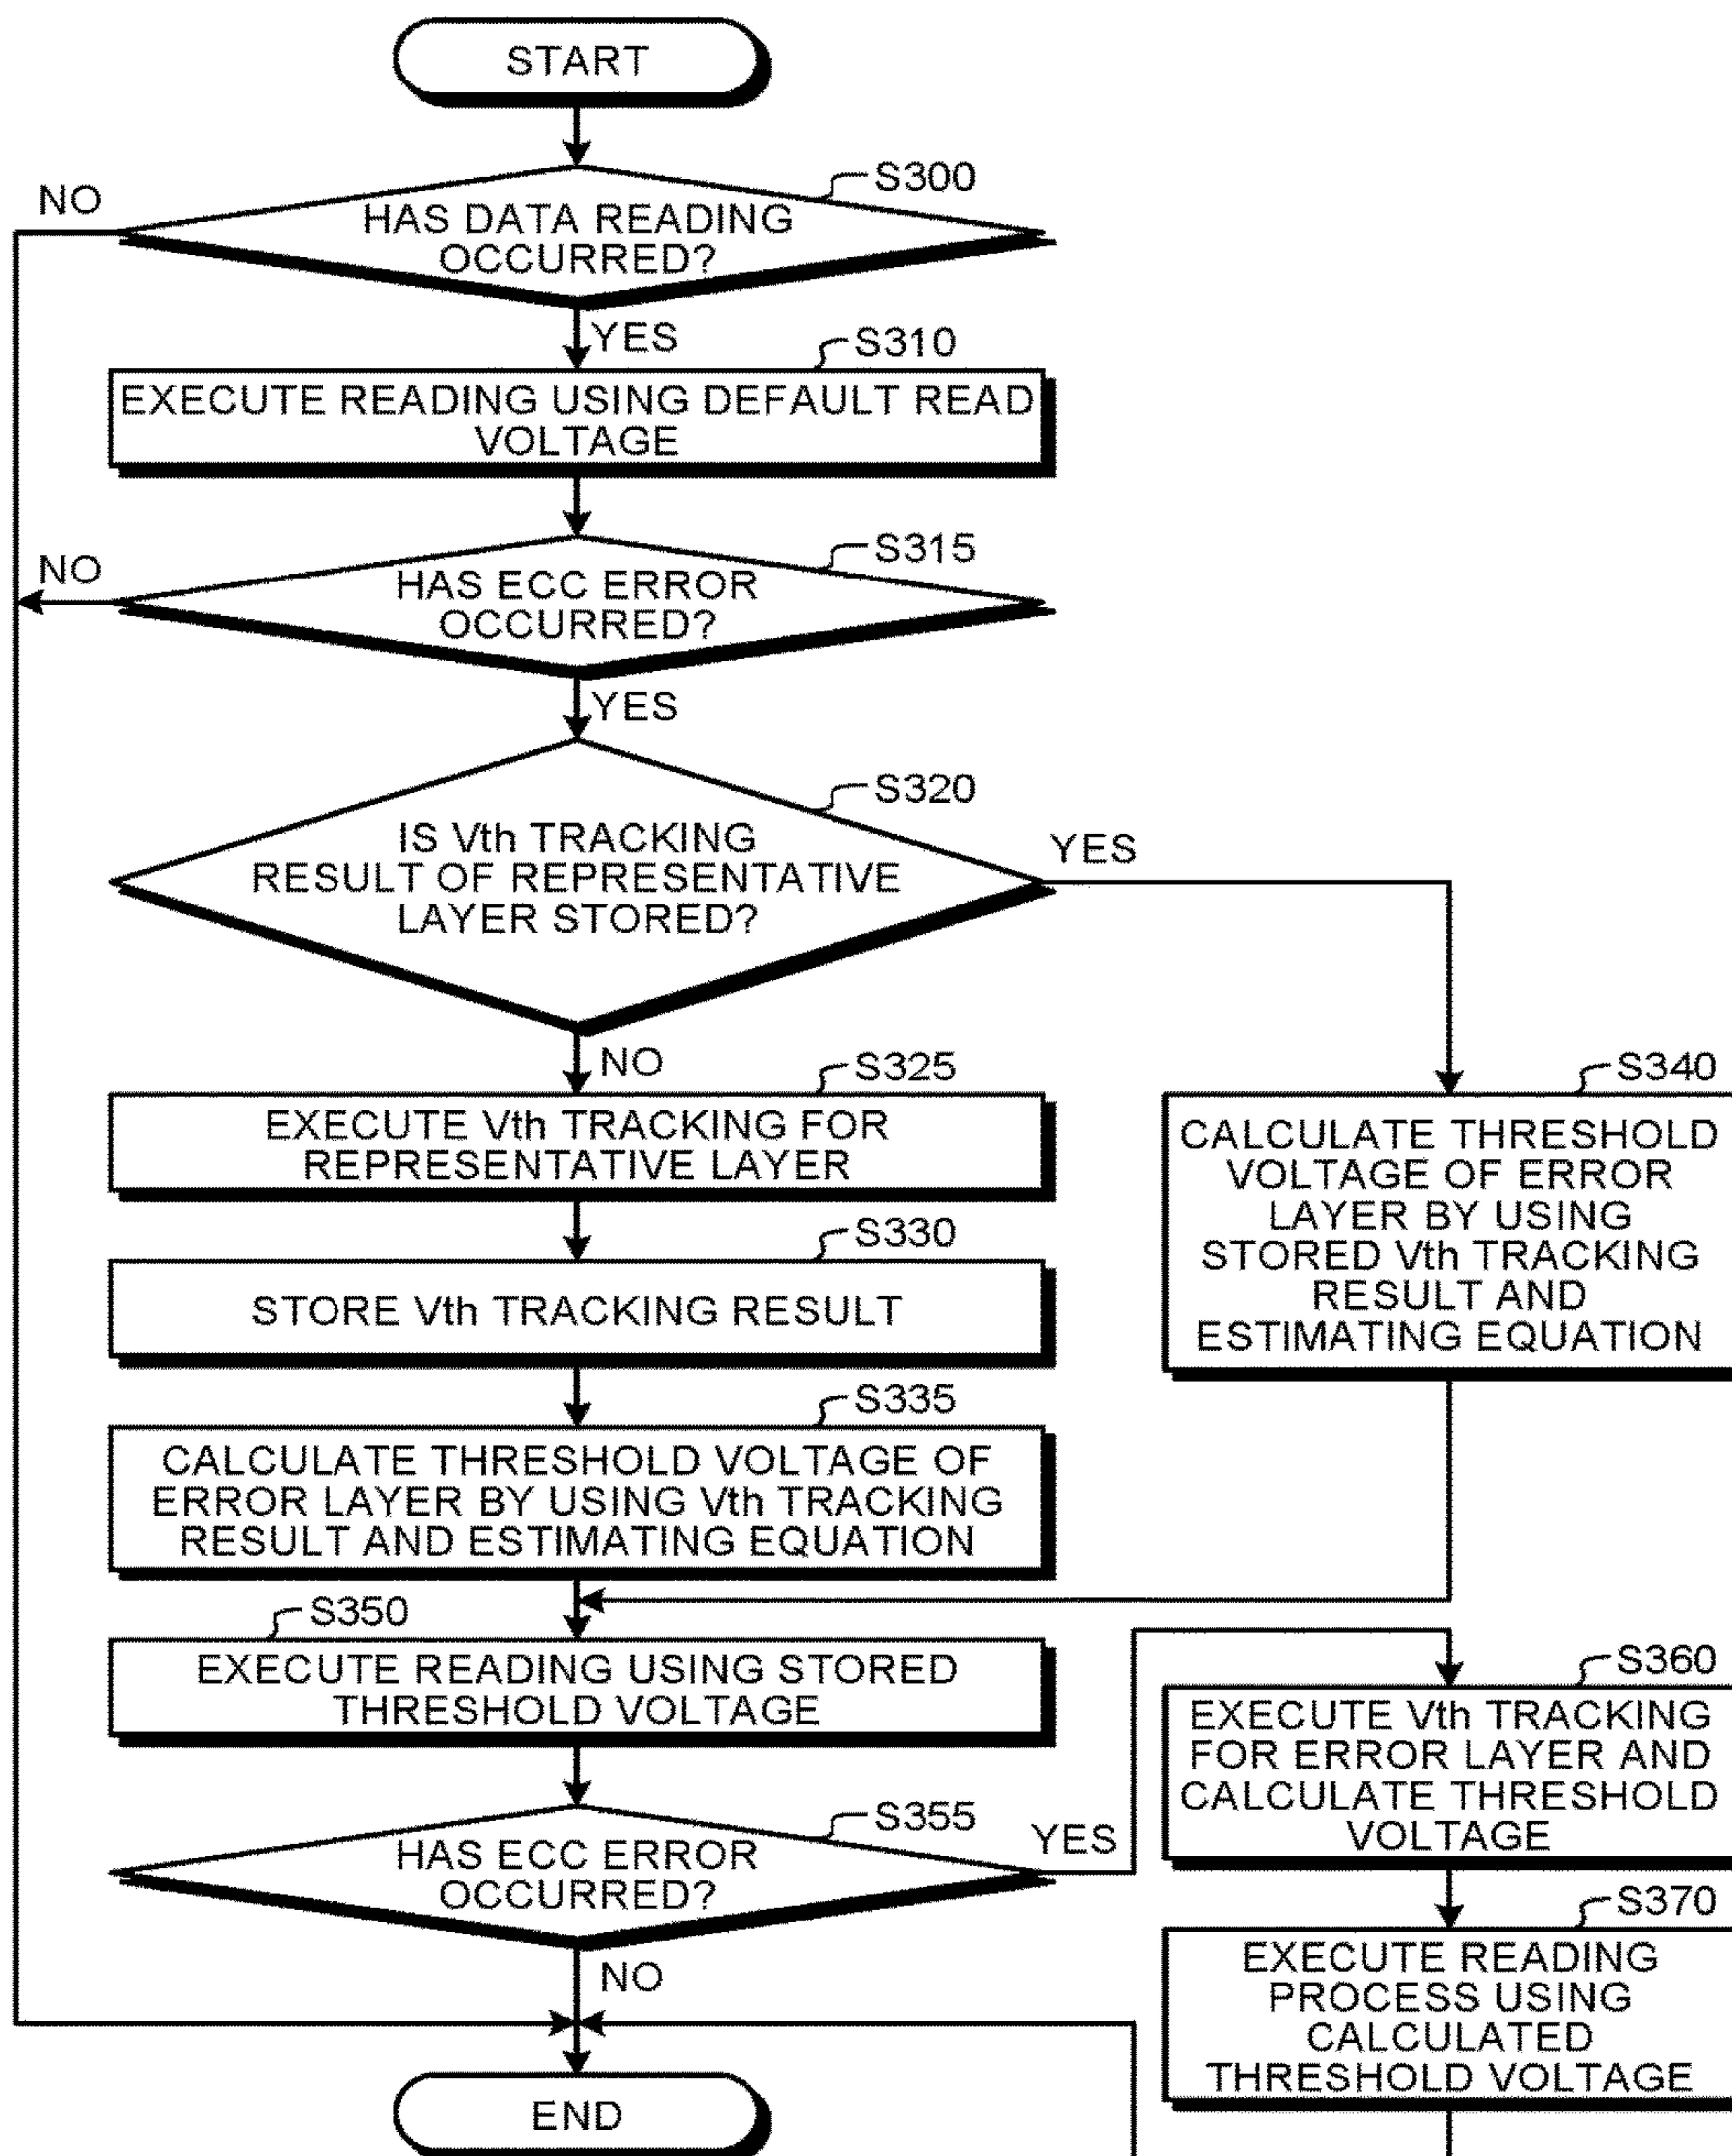 START
S300
NO
HAS DATA READING
OCCURRED?
YES
S310
EXECUTE READING USING DEFAULT READ
VOLTAGE
S315
NO
HAS ECC ERROR
OCCURRED?
YES
S320
IS Vth TRACKING
RESULT OF REPRESENTATIVE
LAYER STORED?
YES
NO
S325
EXECUTE Vth TRACKING FOR
REPRESENTATIVE LAYER
S340
CALCULATE THRESHOLD
VOLTAGE OF ERROR
LAYER BY USING
STORED Vth TRACKING
RESULT AND
ESTIMATING EQUATION
S330
STORE Vth TRACKING RESULT
S335
CALCULATE THRESHOLD VOLTAGE OF
ERROR LAYER BY USING Vth TRACKING
RESULT AND ESTIMATING EQUATION
S350
EXECUTE READING USING STORED
THRESHOLD VOLTAGE
S355
HAS ECC ERROR
OCCURRED?
YES
NO
S360
EXECUTE Vth TRACKING
FOR ERROR LAYER AND
CALCULATE THRESHOLD
VOLTAGE
S370
EXECUTE READING
PROCESS USING
CALCULATED
THRESHOLD VOLTAGE
END